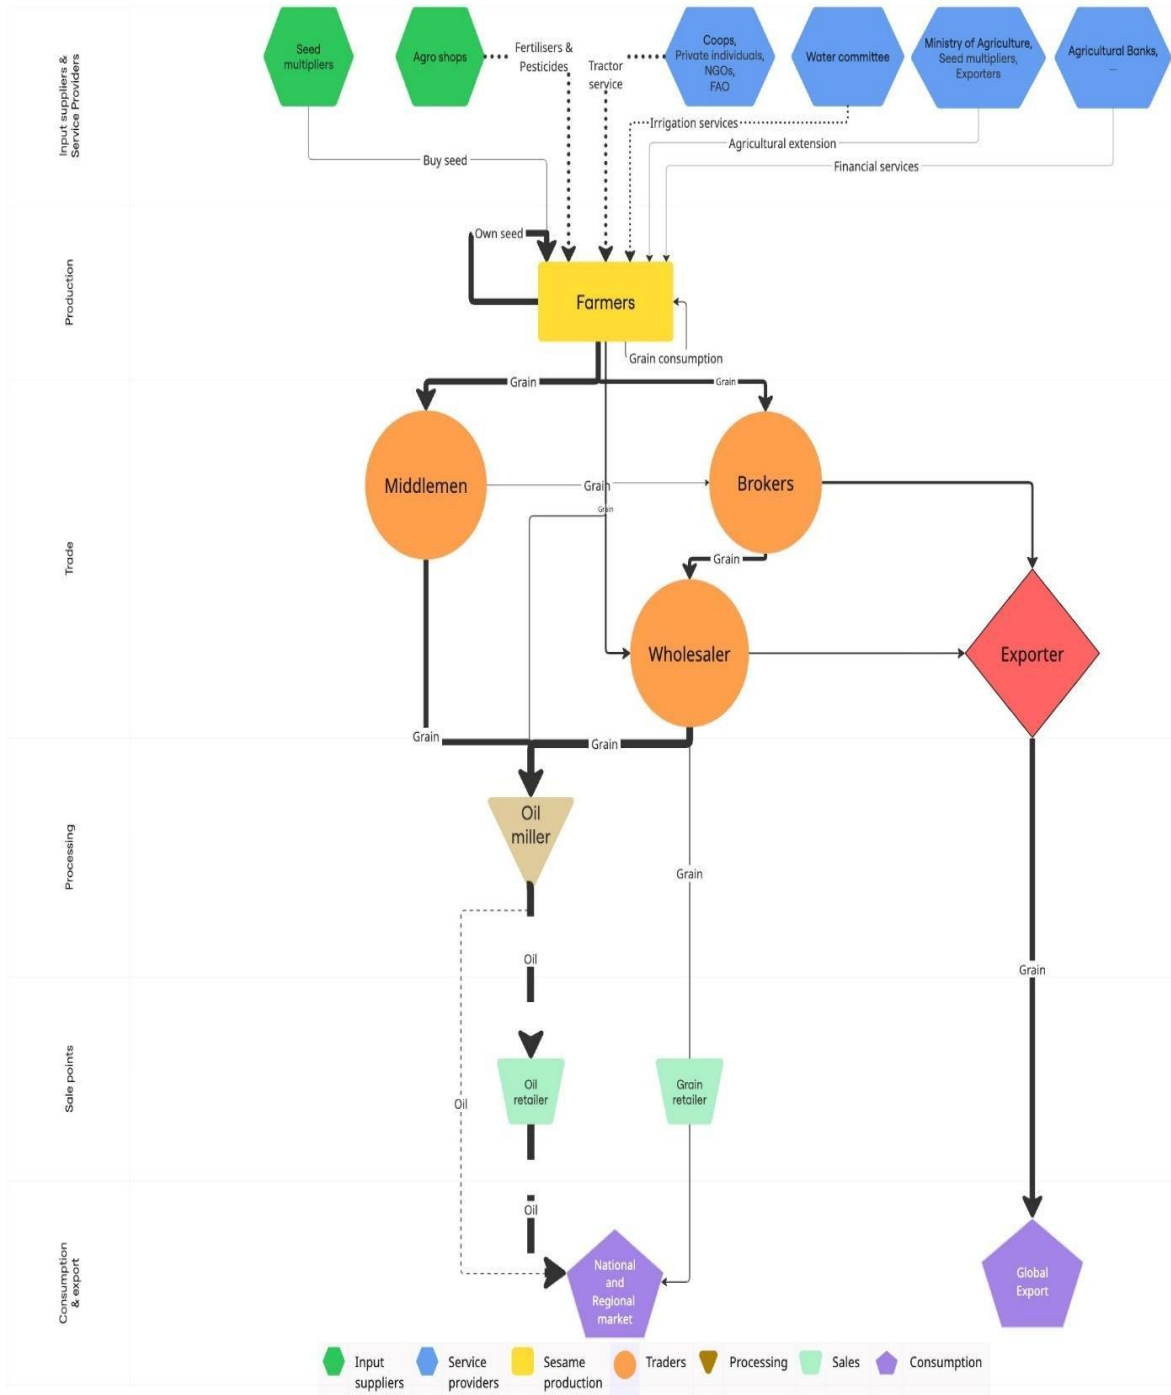 Input suppliers &
Service Providers
Seed
multipliers
Agro shops
Fertilisers &
Pesticides
Tractor
service
Coops,
Private individuals,
NGOs,
FAO
Water committee
Ministry of Agriculture,
Seed multipliers,
Exporters
Agricultural Banks,
...
Irrigation services
Agricultural extension
Buy seed
Financial services
Production
Own seed
Farmers
Grain consumption
Trade
Grain
Grain
Middlemen
Grain
Brokers
Grain
Grain
Wholesaler
Exporter
Grain
Grain
Processing
Oil
miller
Grain
Oil
Grain
Sale points
Oil
retailer
Grain
retailer
Oil
Consumption
& export
Oil
National
and
Regional
market
Global
Export
Input
suppliers
Service
providers
Sesame
production
Traders
Processing
Sales
Consumption